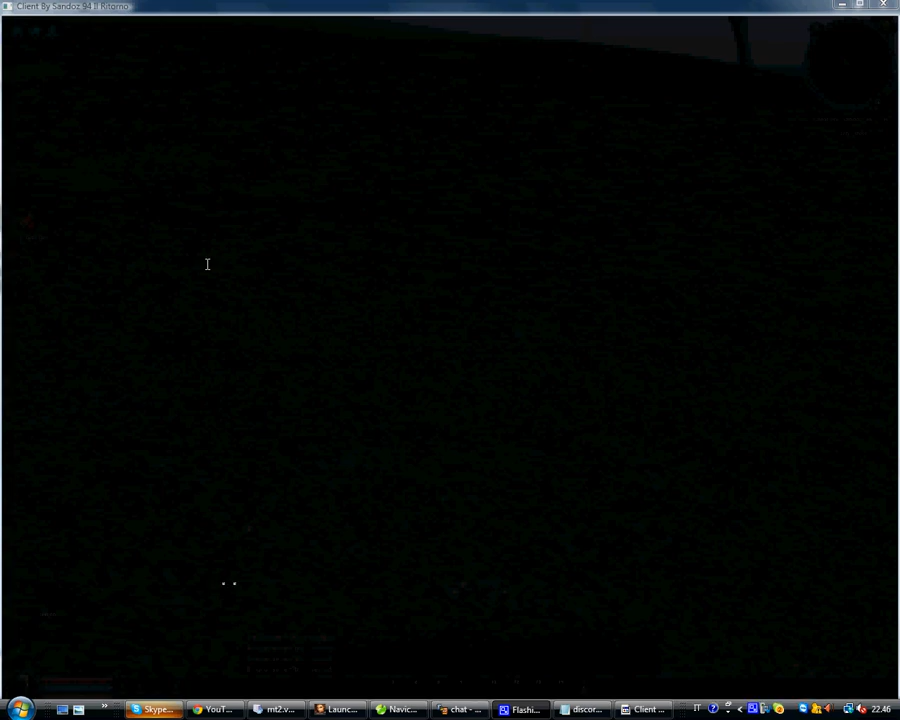 Client By Sandoz 94 Il Ritorno
Skype...
YouT...
mt2.v...
Launc...
Navic...
chat - ...
Flashi...
discor...
Client ...
IT
22.46